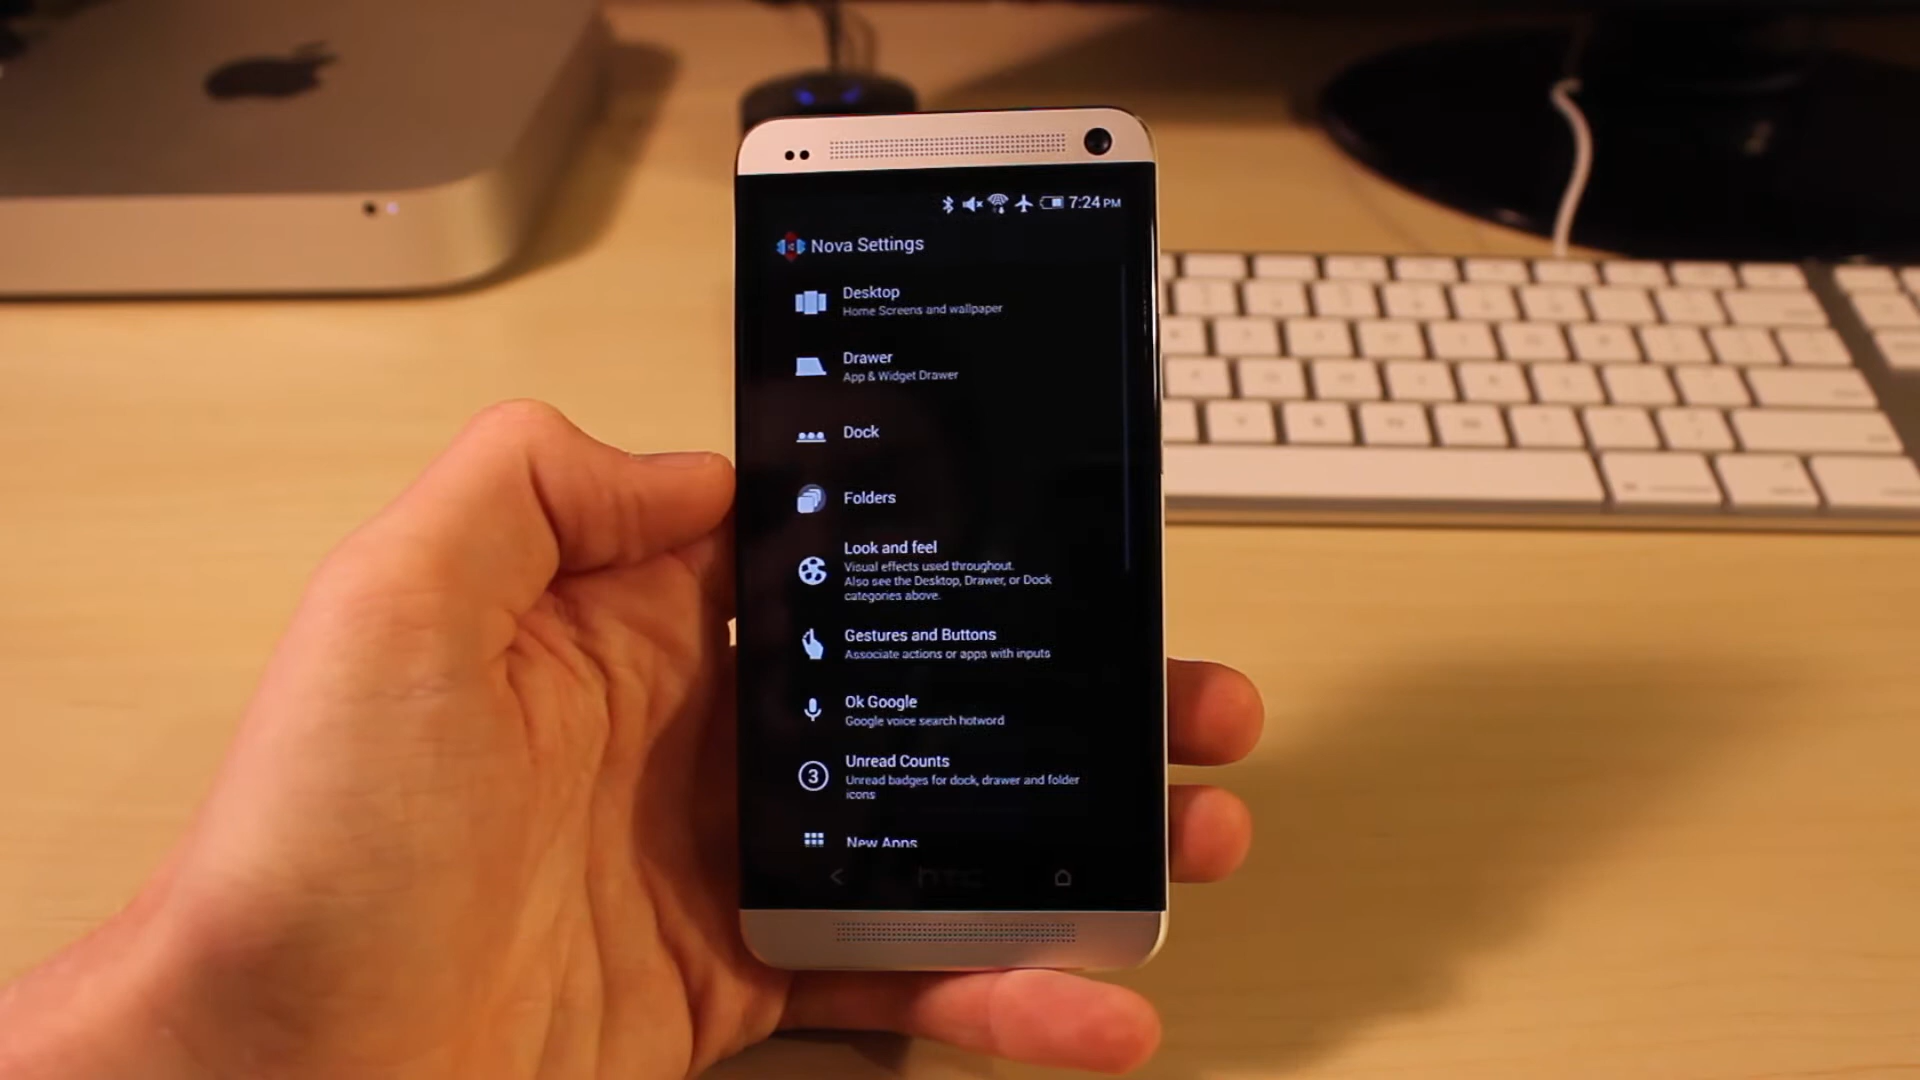 7:24 PM
Nova Settings
Desktop
Home Screens and wallpaper
Drawer
App & Widget Drawer
Dock
Folders
Look and feel
Visual effects used throughout.
Also see the Desktop, Drawer, or Dock
categories above.
Gestures and Buttons
Associate actions or apps with inputs
Ok Google
Google voice search hotword
3
Unread Counts
Unread badges for dock, drawer and folder
icons
New Apps
hTC